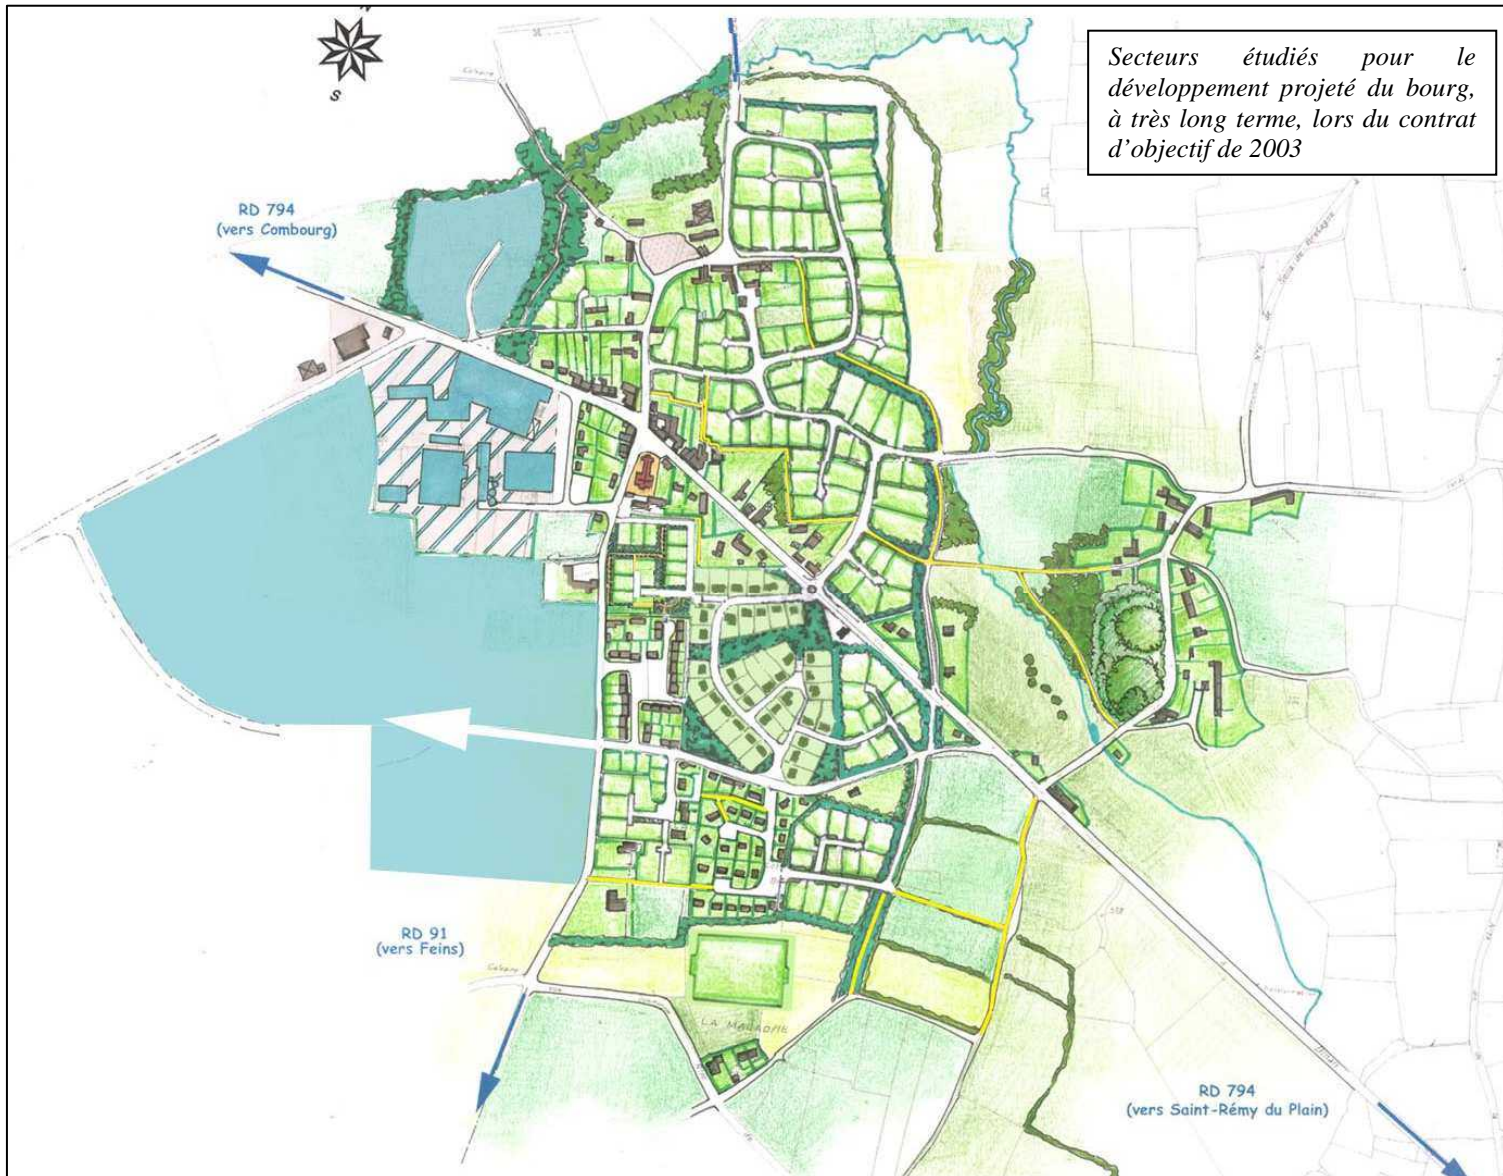 Secteurs étudiés pour le
développement projeté du bourg,
à très long terme, lors du contrat
d’objectif de 2003
S
RD 794
(vers Combourg)
RD 91
(vers Feins)
LA MALADRIE
RD 794
(vers Saint-Rémy du Plain)